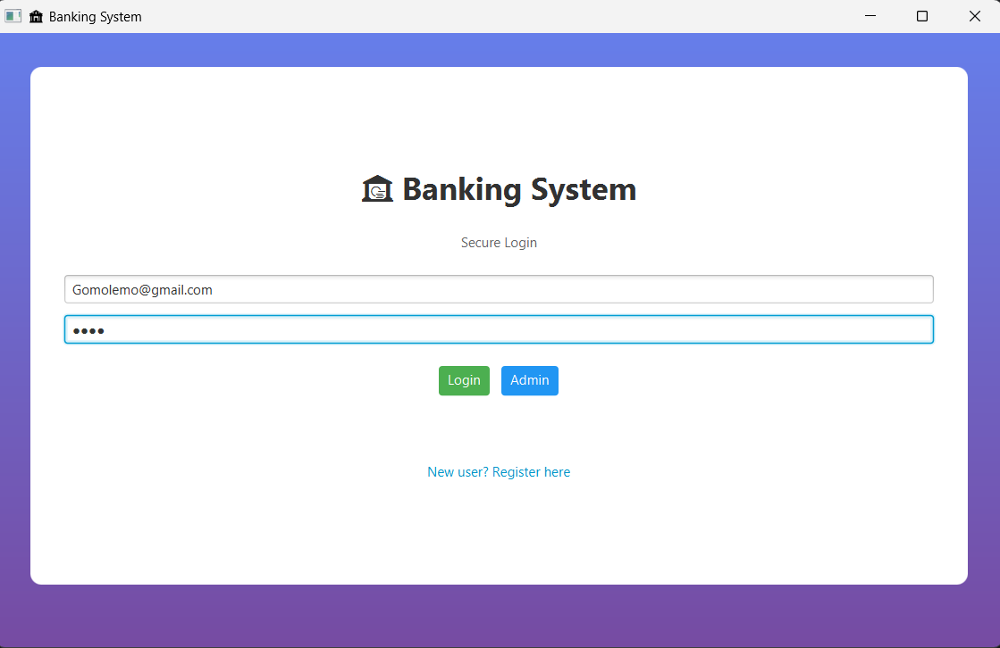 Banking System
Banking System
Secure Login
Gomolemo@gmail.com
●●●●
Login Admin
New user? Register here